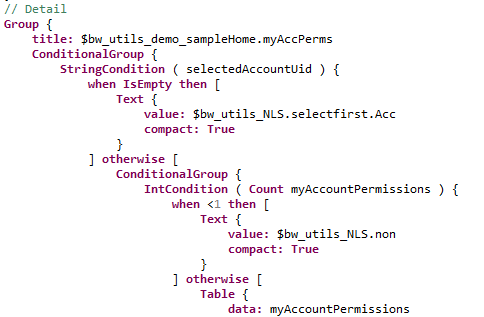 // Detail
Group {
    title: $bw_utils_demo_sampleHome.myAccPerms
    ConditionalGroup {
        StringCondition ( selectedAccountUid ) {
            when IsEmpty then [
                Text {
                    value: $bw_utils_NLS.selectfirst.Acc
                    compact: True
                }
            ] otherwise [
                ConditionalGroup {
                    IntCondition ( Count myAccountPermissions ) {
                        when <1 then [
                            Text {
                                value: $bw_utils_NLS.non
                                compact: True
                            }
                        ] otherwise [
                            Table {
                                data: myAccountPermissions